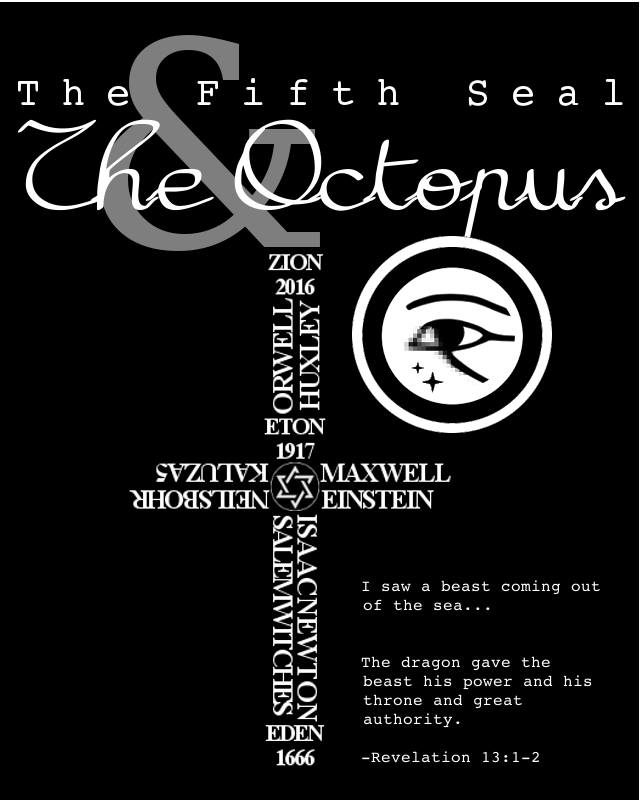 The Fifth Seal
&
The Octopus
ZION
2016
ORWELL
HUXLEY
ETON
1917
KALUZA5
MAXWELL
NEILSBOHR
EINSTEIN
SALEMWITCHES
ISAACNEWTON
EDEN
1666
I saw a beast coming out
of the sea...
The dragon gave the
beast his power and his
throne and great
authority.
-Revelation 13:1-2